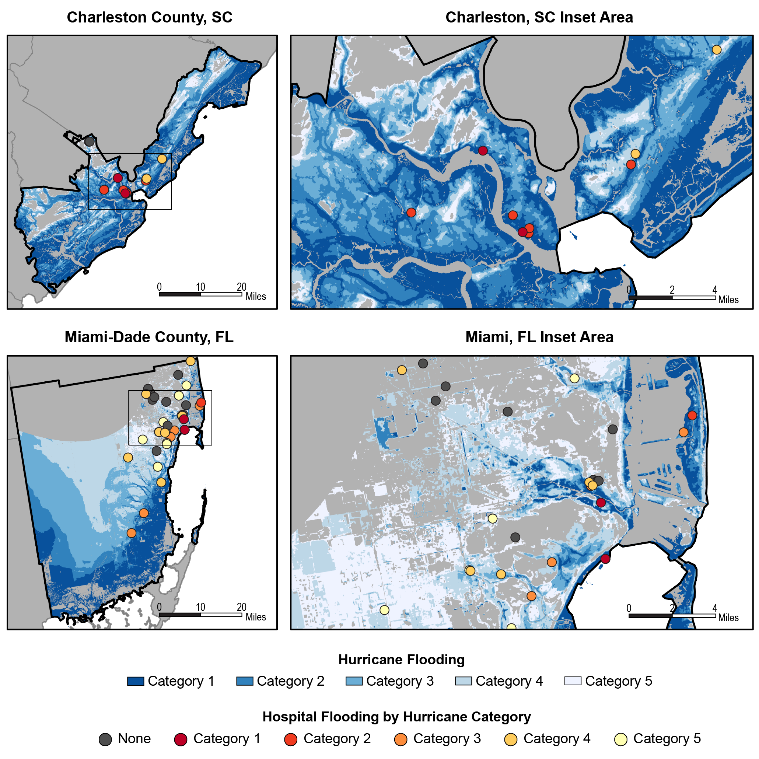 Charleston County, SC
Charleston, SC Inset Area
0 10 20
Miles
0 2 4
Miles
Miami-Dade County, FL
Miami, FL Inset Area
0 10 20
Miles
0 2 4
Miles
Hurricane Flooding
Category 1 Category 2 Category 3 Category 4 Category 5
Hospital Flooding by Hurricane Category
None Category 1 Category 2 Category 3 Category 4 Category 5